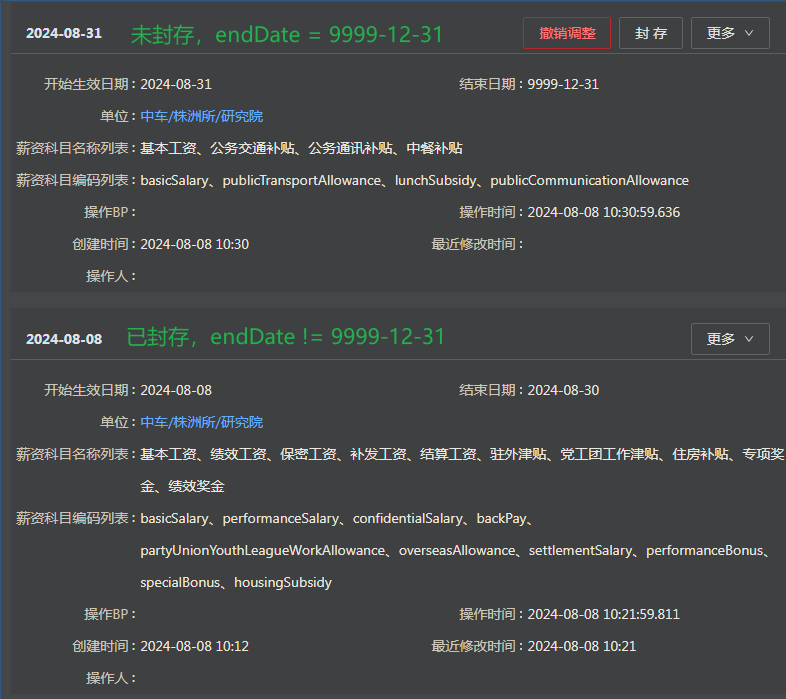 2024-08-31 未封存，endDate = 9999-12-31 撤销调整 封 存 更多
开始生效日期 : 2024-08-31 结束日期 : 9999-12-31
单位 : 中车/株洲所/研究院
薪资科目名称列表 : 基本工资、公务交通补贴、公务通讯补贴、中餐补贴
薪资科目编码列表 : basicSalary、publicTransportAllowance、lunchSubsidy、publicCommunicationAllowance
操作BP : 操作时间 : 2024-08-08 10:30:59.636
创建时间 : 2024-08-08 10:30 最近修改时间 :
操作人 :
2024-08-08 已封存，endDate != 9999-12-31 更多
开始生效日期 : 2024-08-08 结束日期 : 2024-08-30
单位 : 中车/株洲所/研究院
薪资科目名称列表 : 基本工资、绩效工资、保密工资、补发工资、结算工资、驻外津贴、党工团工作津贴、住房补贴、专项奖
金、绩效奖金
薪资科目编码列表 : basicSalary、performanceSalary、confidentialSalary、backPay、
partyUnionYouthLeagueWorkAllowance、overseasAllowance、settlementSalary、performanceBonus、
specialBonus、housingSubsidy
操作BP : 操作时间 : 2024-08-08 10:21:59.811
创建时间 : 2024-08-08 10:12 最近修改时间 : 2024-08-08 10:21
操作人 :